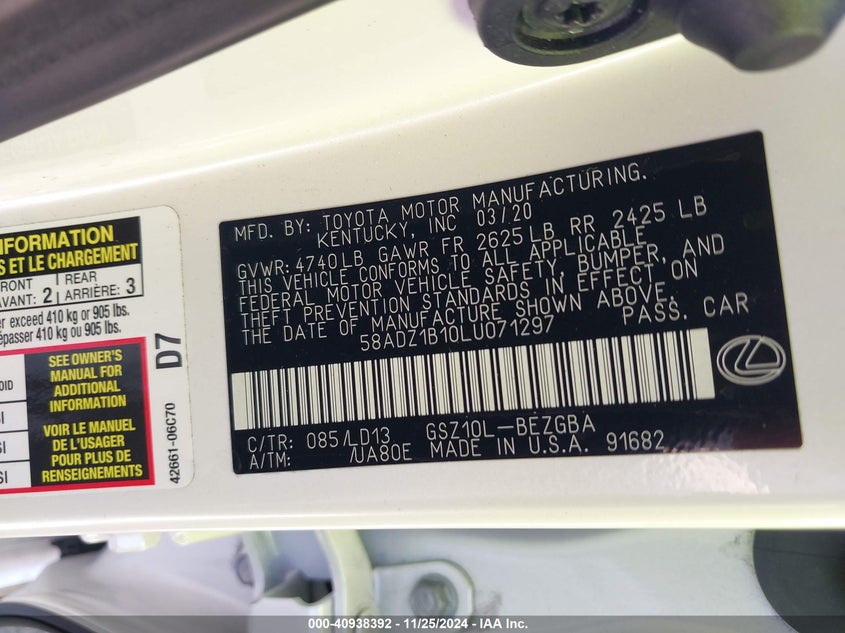 INFORMATION
S ET LE CHARGEMENT
FRONT
AVANT: 2
REAR
ARRIÈRE: 3
er exceed 410 kg or 905 lbs.
épasser 410 kg ou 905 lbs.
SEE OWNER'S
MANUAL FOR
ADDITIONAL
INFORMATION
VOIR LE MANUEL
DE L'USAGER
POUR PLUS DE
RENSEIGNEMENTS
D7
42661-06C70
MFD. BY: TOYOTA MOTOR MANUFACTURING.
KENTUCKY, INC 03/20
GVWR: 4740LB GAWR FR 2625LB RR 2425 LB
THIS VEHICLE CONFORMS TO ALL APPLICABLE
FEDERAL MOTOR VEHICLE SAFETY, BUMPER, AND
THEFT PREVENTION STANDARDS IN EFFECT ON
THE DATE OF MANUFACTURE SHOWN ABOVE.
58ADZ1B10LU071297 PASS. CAR
C/TR: 085/LD13 GSZ10L-BEZGBA
A/TM: /UA80E MADE IN U.S.A. 91682
000-40938392 - 11/25/2024 - IAA Inc.